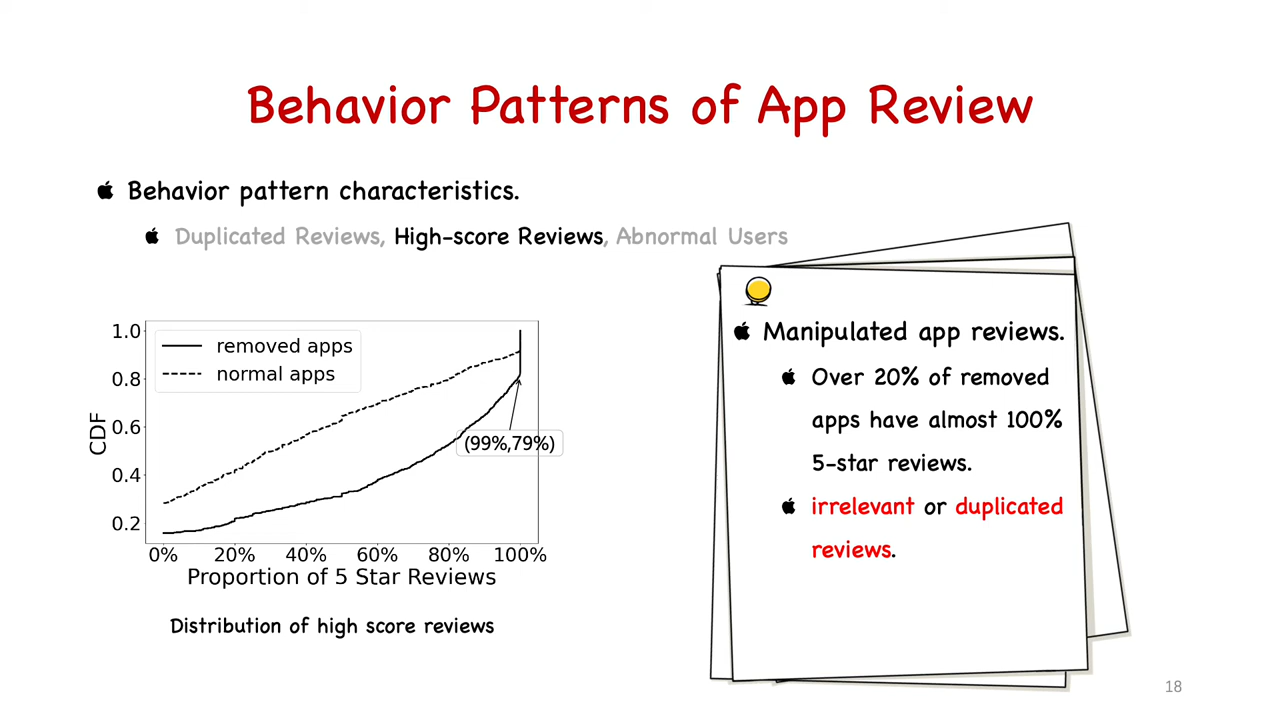 Behavior Patterns of App Review
Behavior pattern characteristics.
Duplicated Reviews, High-score Reviews, Abnormal Users
1.0
0.8
0.6
0.4
0.2
CDF
removed apps
normal apps
(99%,79%)
0% 20% 40% 60% 80% 100%
Proportion of 5 Star Reviews
Distribution of high score reviews
Manipulated app reviews.
Over 20% of removed
apps have almost 100%
5-star reviews.
irrelevant or duplicated
reviews.
18